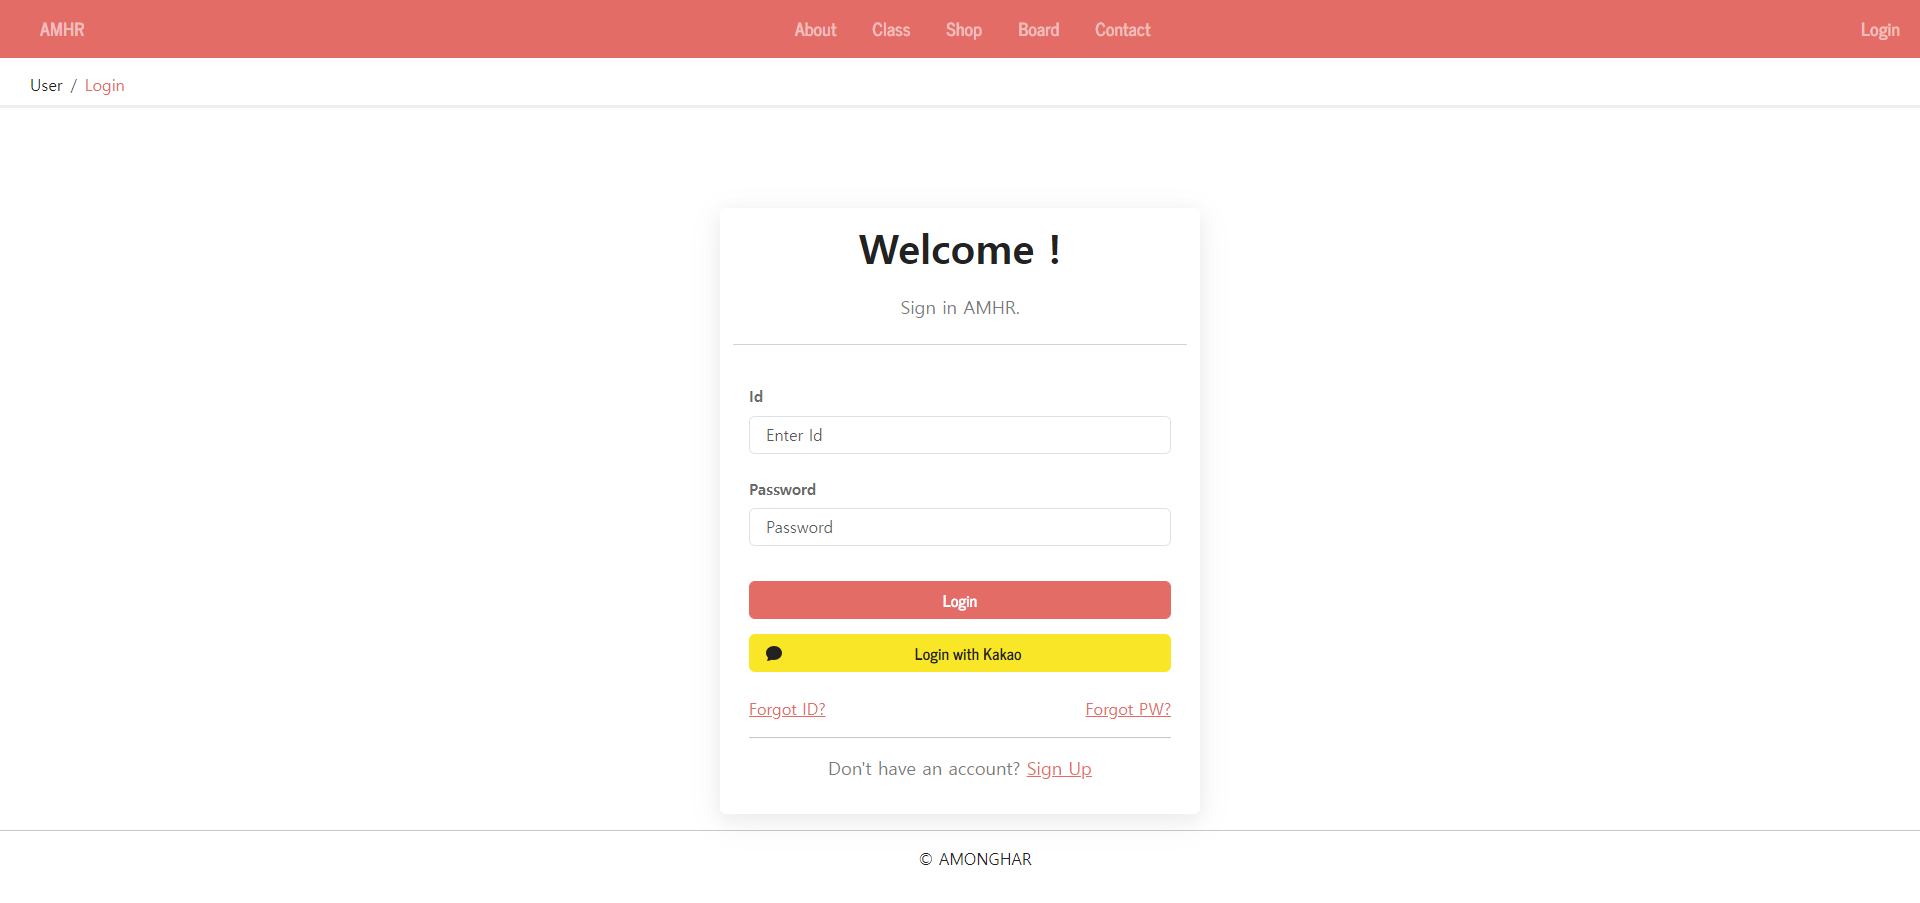 AMHR About Class Shop Board Contact Login
User / Login
Welcome !
Sign in AMHR.
Id
Enter Id
Password
Password
Login
Login with Kakao
Forgot ID? Forgot PW?
Don't have an account? Sign Up
© AMONGHAR